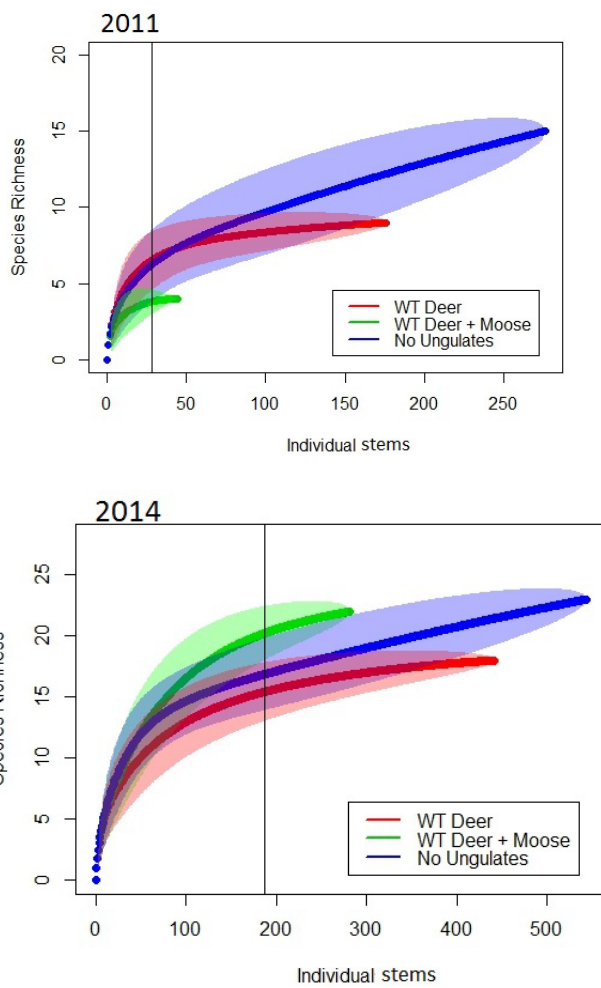 2011
20
15
10
5
0
Species Richness
WT Deer
WT Deer + Moose
No Ungulates
0 50 100 150 200 250
Individual stems
2014
25
20
15
10
5
0
Species Richness
WT Deer
WT Deer + Moose
No Ungulates
0 100 200 300 400 500
Individual stems